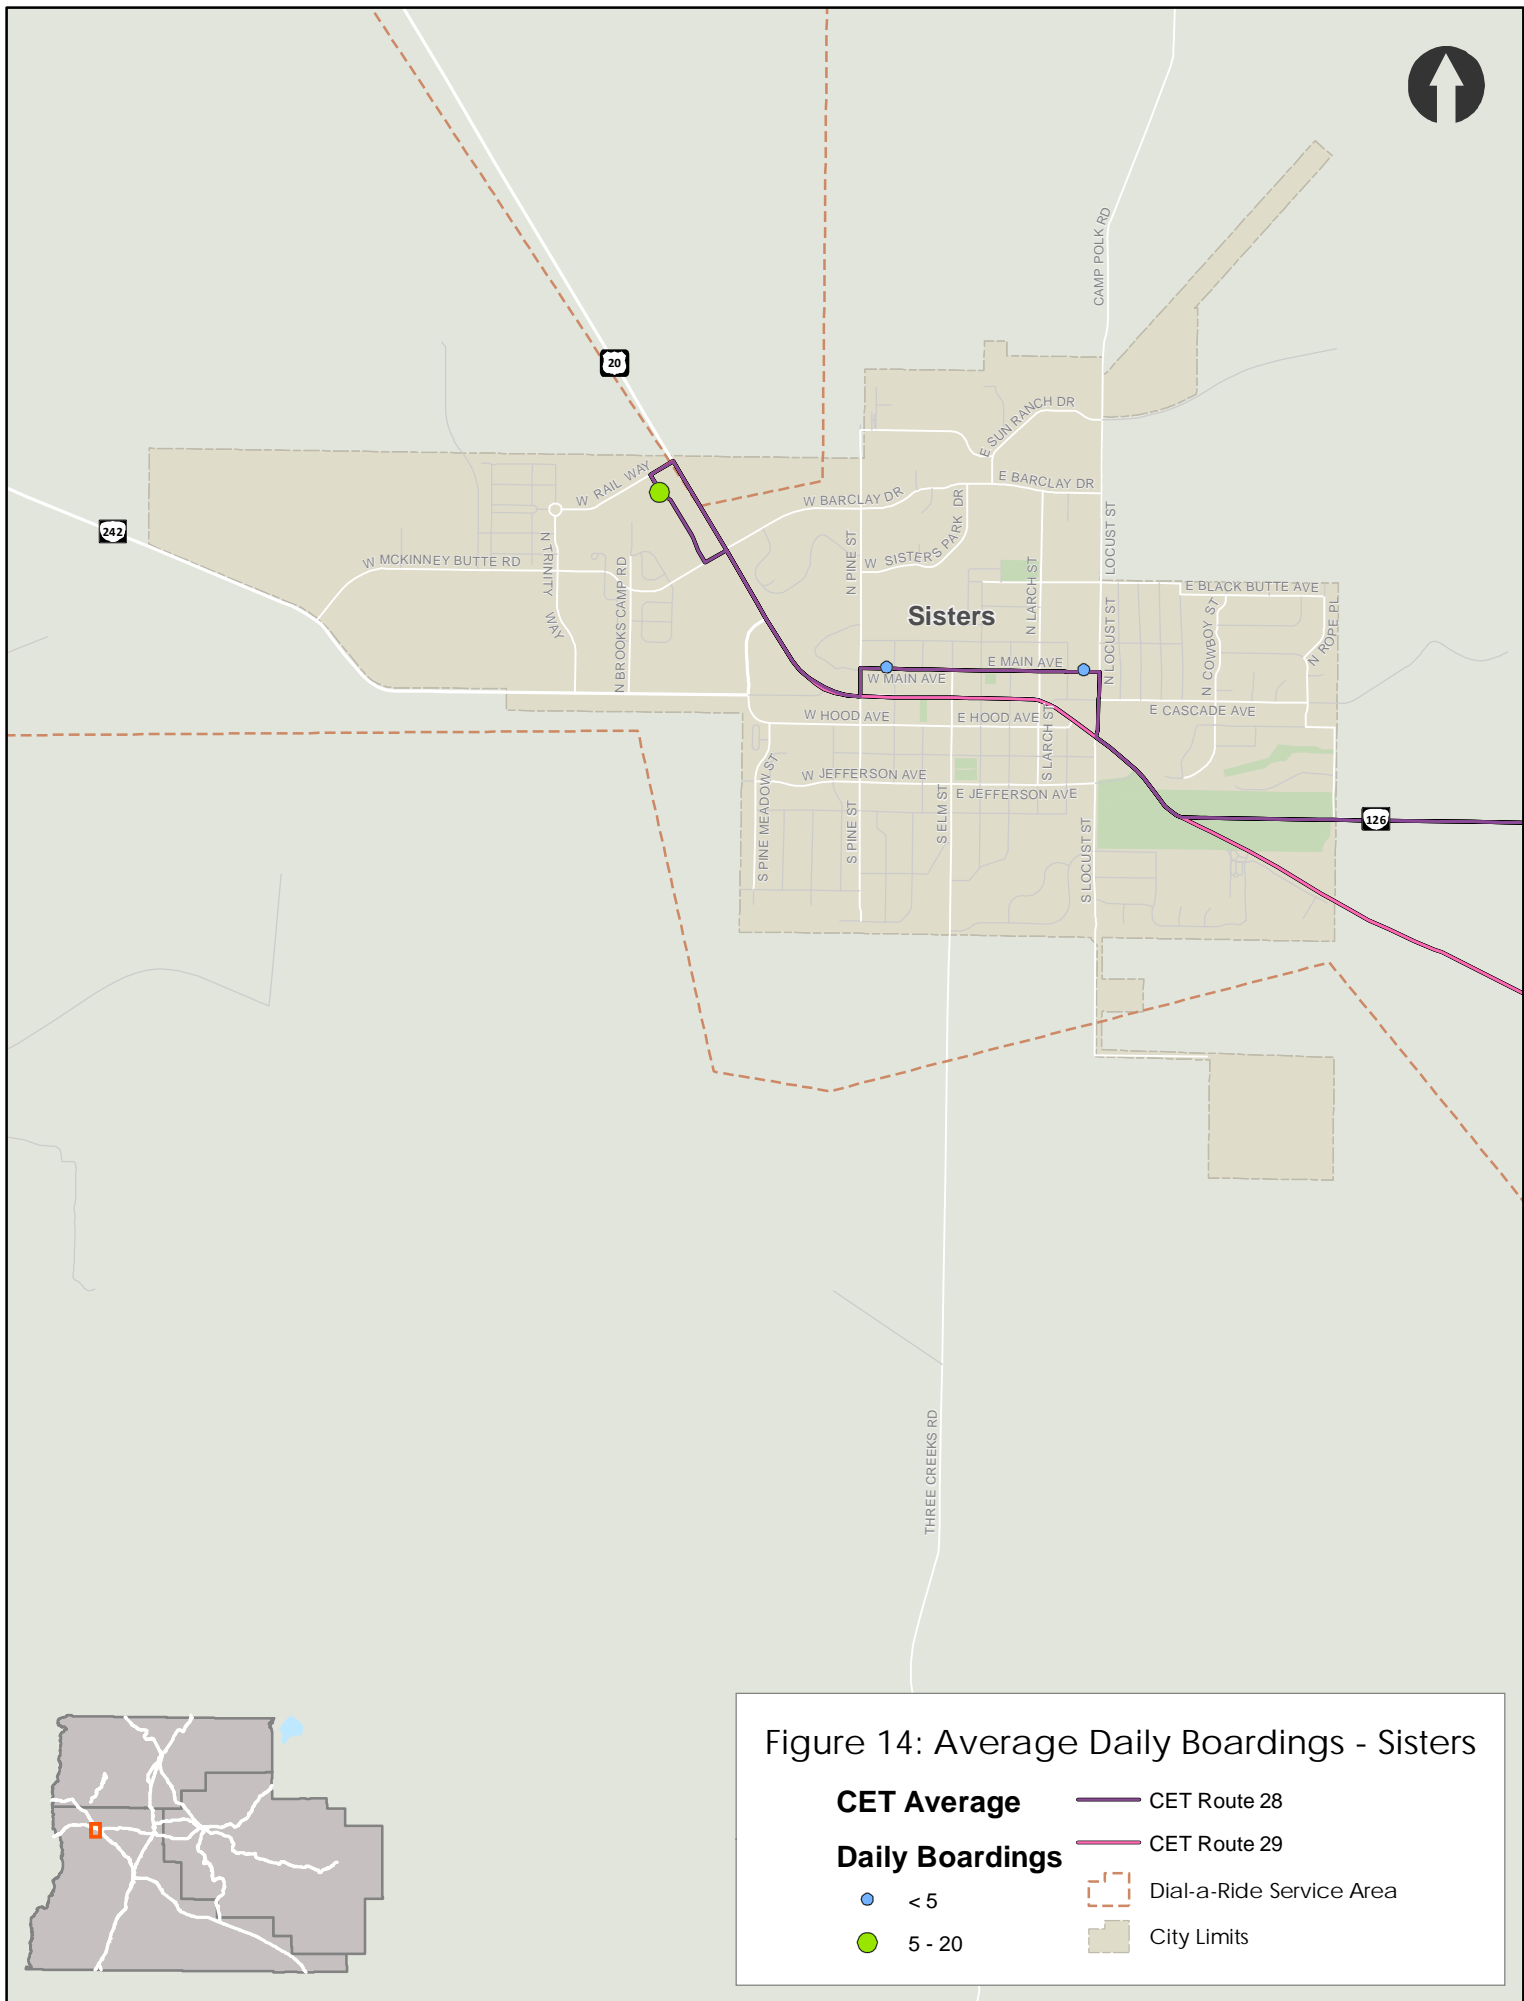 CAMP POLK RD
20
E SUN RANCH DR
W RAIL WAY
E BARCLAY DR
W BARCLAY DR
LOCUST ST
242
N TRINITY WAY
W MCKINNEY BUTTE RD
N BROOKS CAMP RD
N PINE ST
W SISTERS PARK DR
N LARCH ST
E BLACK BUTTE AVE
Sisters
N LOCUST ST
N COWBOY ST
N ROPE PL
E MAIN AVE
W MAIN AVE
W HOOD AVE
E HOOD AVE
E CASCADE AVE
S LARCH ST
S PINE MEADOW ST
W JEFFERSON AVE
E JEFFERSON AVE
S PINE ST
S ELM ST
S LOCUST ST
126
THREE CREEKS RD
Figure 14: Average Daily Boardings - Sisters
CET Average
Daily Boardings
< 5
5 - 20
CET Route 28
CET Route 29
Dial-a-Ride Service Area
City Limits